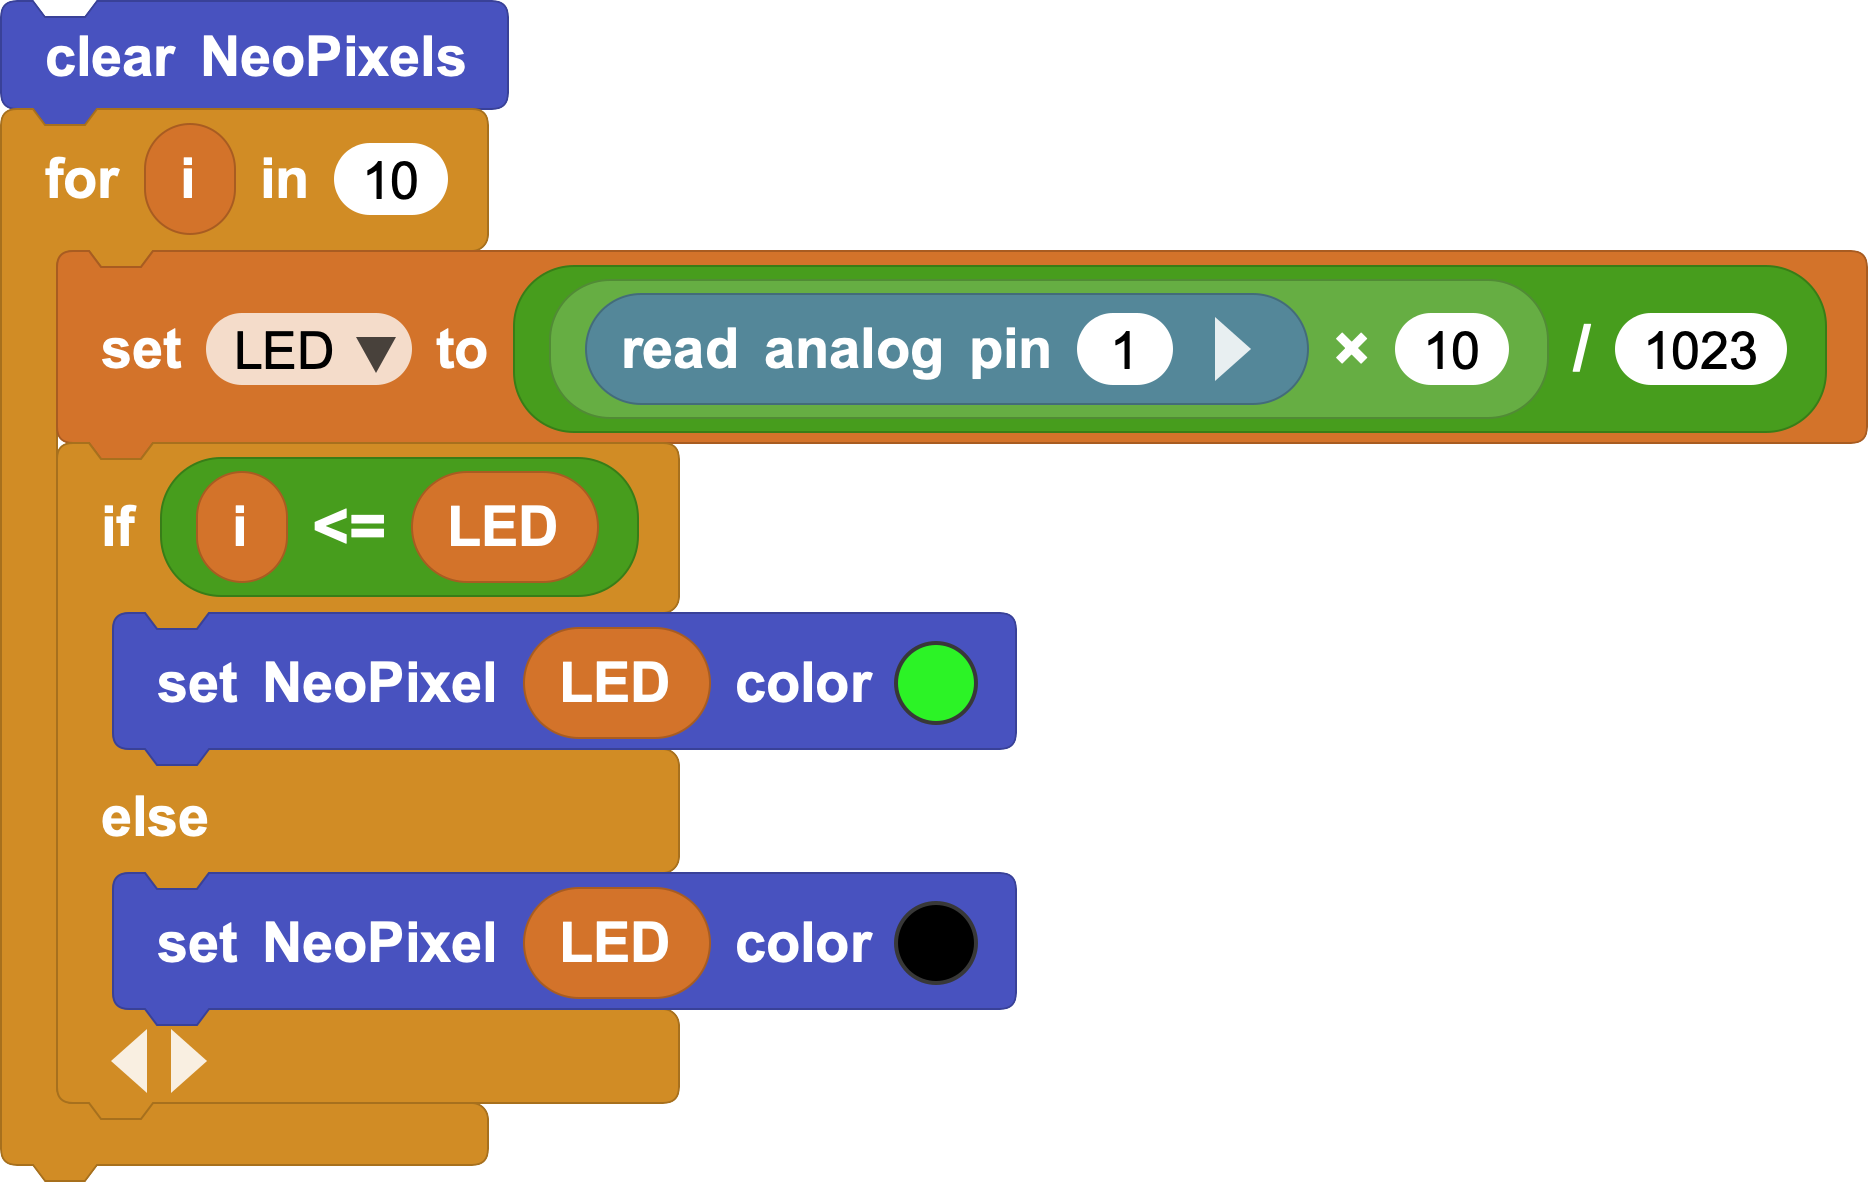 clear NeoPixels
for i in 10
set LED to read analog pin 1 × 10 / 1023
if i <= LED
set NeoPixel LED color
else
set NeoPixel LED color